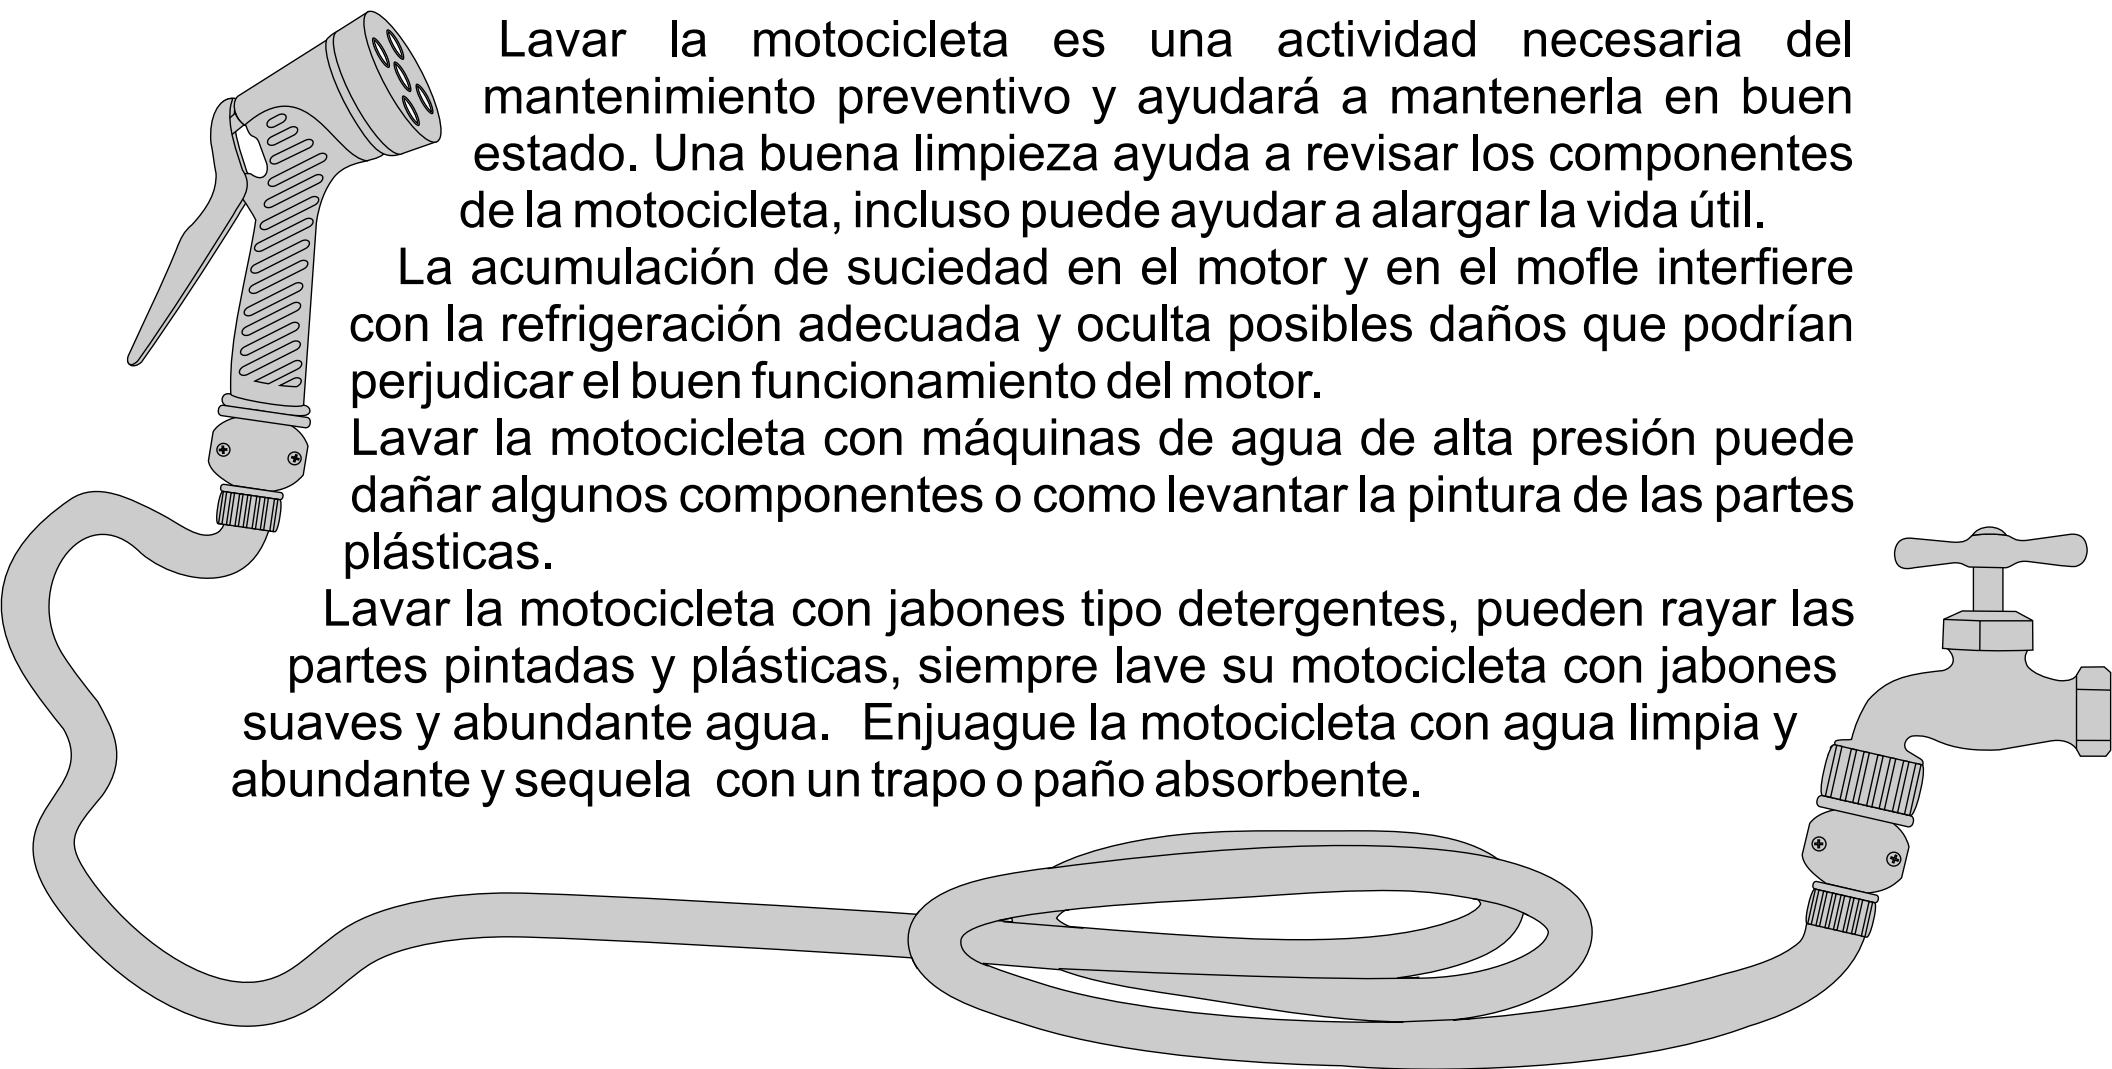 Lavar la motocicleta es una actividad necesaria del
mantenimiento preventivo y ayudará a mantenerla en buen
estado. Una buena limpieza ayuda a revisar los componentes
de la motocicleta, incluso puede ayudar a alargar la vida útil.
La acumulación de suciedad en el motor y en el mofle interfiere
con la refrigeración adecuada y oculta posibles daños que podrían
perjudicar el buen funcionamiento del motor.
Lavar la motocicleta con máquinas de agua de alta presión puede
dañar algunos componentes o como levantar la pintura de las partes
plásticas.
Lavar la motocicleta con jabones tipo detergentes, pueden rayar las
partes pintadas y plásticas, siempre lave su motocicleta con jabones
suaves y abundante agua.  Enjuague la motocicleta con agua limpia y
abundante y sequela  con un trapo o paño absorbente.